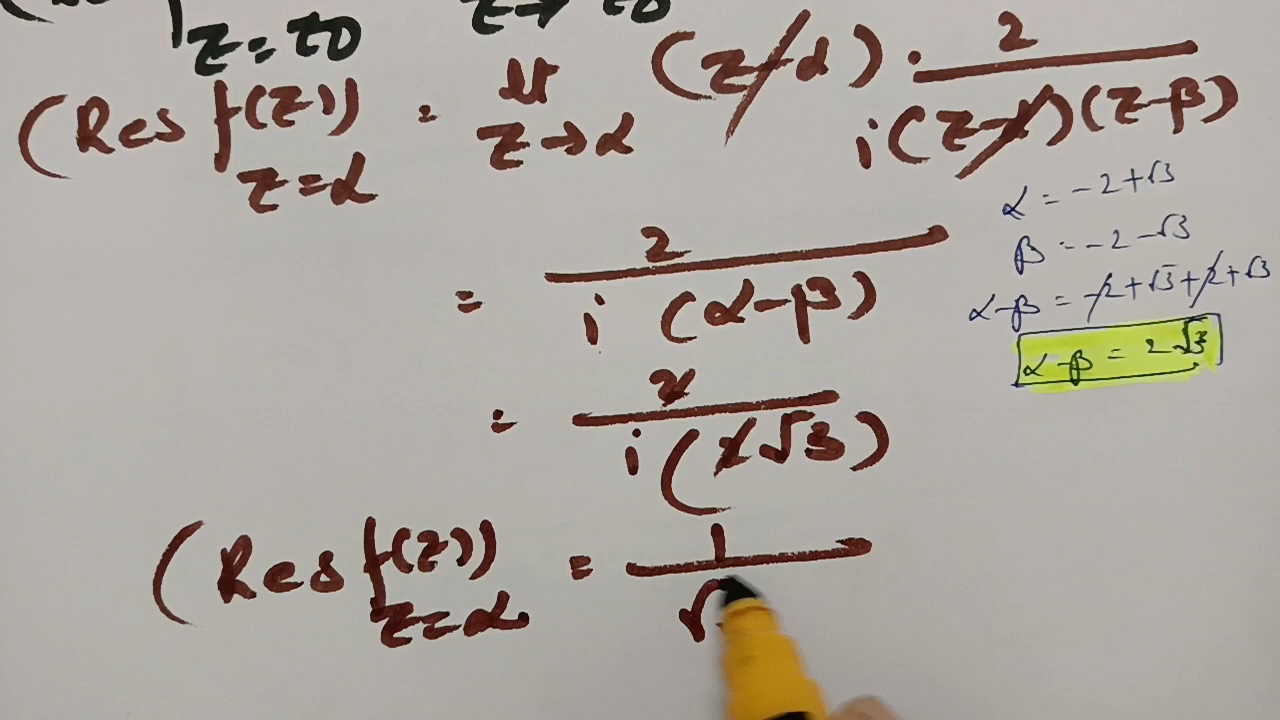 z = z0   z → z0
(Res f(z)) = lt (z-α) · 2
z=α   z→α   i(z-α)(z-β)
α = -2+√3
= 2   β = -2-√3
i (α-β)   α-β = -2+√3+2+√3
α-β = 2√3
= 2
i(2√3)
(Res f(z)) = 1
z=α   √